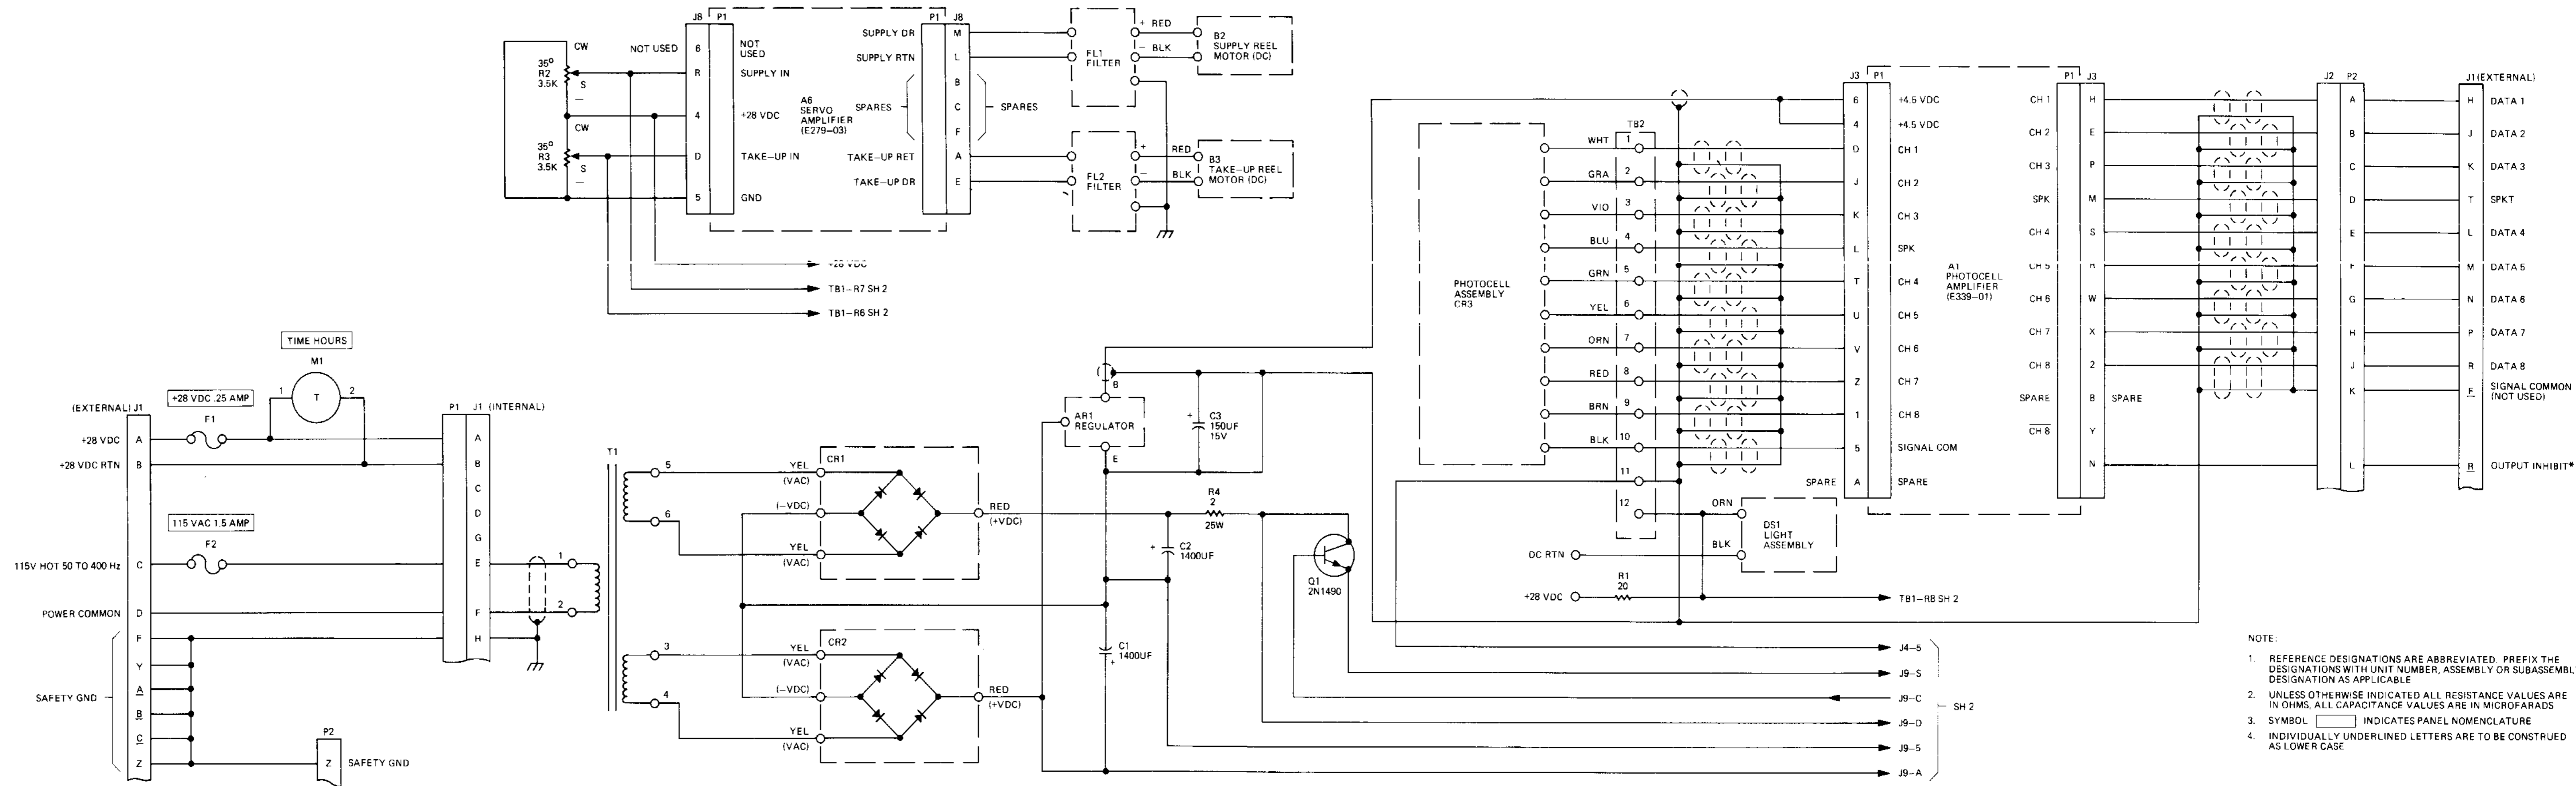 J8 P1
P1 J8
CW
NOT USED
6
NOT
USED
35°
R2
3.5K
S
R
SUPPLY IN
A6
SERVO
AMPLIFIER
(E279-03)
4
+28 VDC
CW
35°
R3
3.5K
S
D
TAKE-UP IN
5
GND
SUPPLY DR
M
SUPPLY RTN
L
B
SPARES
C
SPARES
F
TAKE-UP RET
A
TAKE-UP DR
E
FL1
FILTER
+ RED
- BLK
B2
SUPPLY REEL
MOTOR (DC)
FL2
FILTER
+ RED
- BLK
B3
TAKE-UP REEL
MOTOR (DC)
+28 VDC
TB1-R7 SH 2
TB1-R6 SH 2
TIME HOURS
M1
1 T 2
+28 VDC .25 AMP
F1
(EXTERNAL) J1
P1 J1 (INTERNAL)
+28 VDC
A
A
+28 VDC RTN
B
B
C
D
G
115 VAC 1.5 AMP
F2
115V HOT 50 TO 400 Hz
C
E
1
POWER COMMON
D
F
2
F
H
Y
A
SAFETY GND
B
C
Z
P2
Z
SAFETY GND
T1
5
6
3
4
YEL
(VAC)
CR1
(-VDC)
YEL
(VAC)
RED
(+VDC)
YEL
(VAC)
CR2
(-VDC)
YEL
(VAC)
RED
(+VDC)
B
AR1
REGULATOR
E
+ C3
150UF
15V
R4
2
25W
+ C2
1400UF
C1
1400UF
+
Q1
2N1490
PHOTOCELL
ASSEMBLY
CR3
TB2
WHT 1
GRA 2
VIO 3
BLU 4
GRN 5
YEL 6
ORN 7
RED 8
BRN 9
BLK 10
11
12
ORN
DS1
LIGHT
ASSEMBLY
BLK
DC RTN
R1
20
+28 VDC
TB1-R8 SH 2
J3 P1
6 +4.5 VDC
4 +4.5 VDC
D CH 1
J CH 2
K CH 3
L SPK
T CH 4
U CH 5
V CH 6
Z CH 7
1 CH 8
5 SIGNAL COM
SPARE A SPARE
A1
PHOTOCELL
AMPLIFIER
(E339-01)
P1 J3
CH 1 H
CH 2 E
CH 3 P
SPK M
CH 4 S
CH 5 R
CH 6 W
CH 7 X
CH 8 2
SPARE B SPARE
CH 8 Y
N
J2 P2
A
B
C
D
E
F
G
H
J
K
L
J1 (EXTERNAL)
H DATA 1
J DATA 2
K DATA 3
T SPKT
L DATA 4
M DATA 5
N DATA 6
P DATA 7
R DATA 8
E SIGNAL COMMON
(NOT USED)
R OUTPUT INHIBIT*
J4-5
J9-S
J9-C
SH 2
J9-D
J9-5
J9-A
NOTE:
1. REFERENCE DESIGNATIONS ARE ABBREVIATED. PREFIX THE
DESIGNATIONS WITH UNIT NUMBER, ASSEMBLY OR SUBASSEMBL
DESIGNATION AS APPLICABLE
2. UNLESS OTHERWISE INDICATED ALL RESISTANCE VALUES ARE
IN OHMS, ALL CAPACITANCE VALUES ARE IN MICROFARADS
3. SYMBOL INDICATES PANEL NOMENCLATURE
4. INDIVIDUALLY UNDERLINED LETTERS ARE TO BE CONSTRUED
AS LOWER CASE